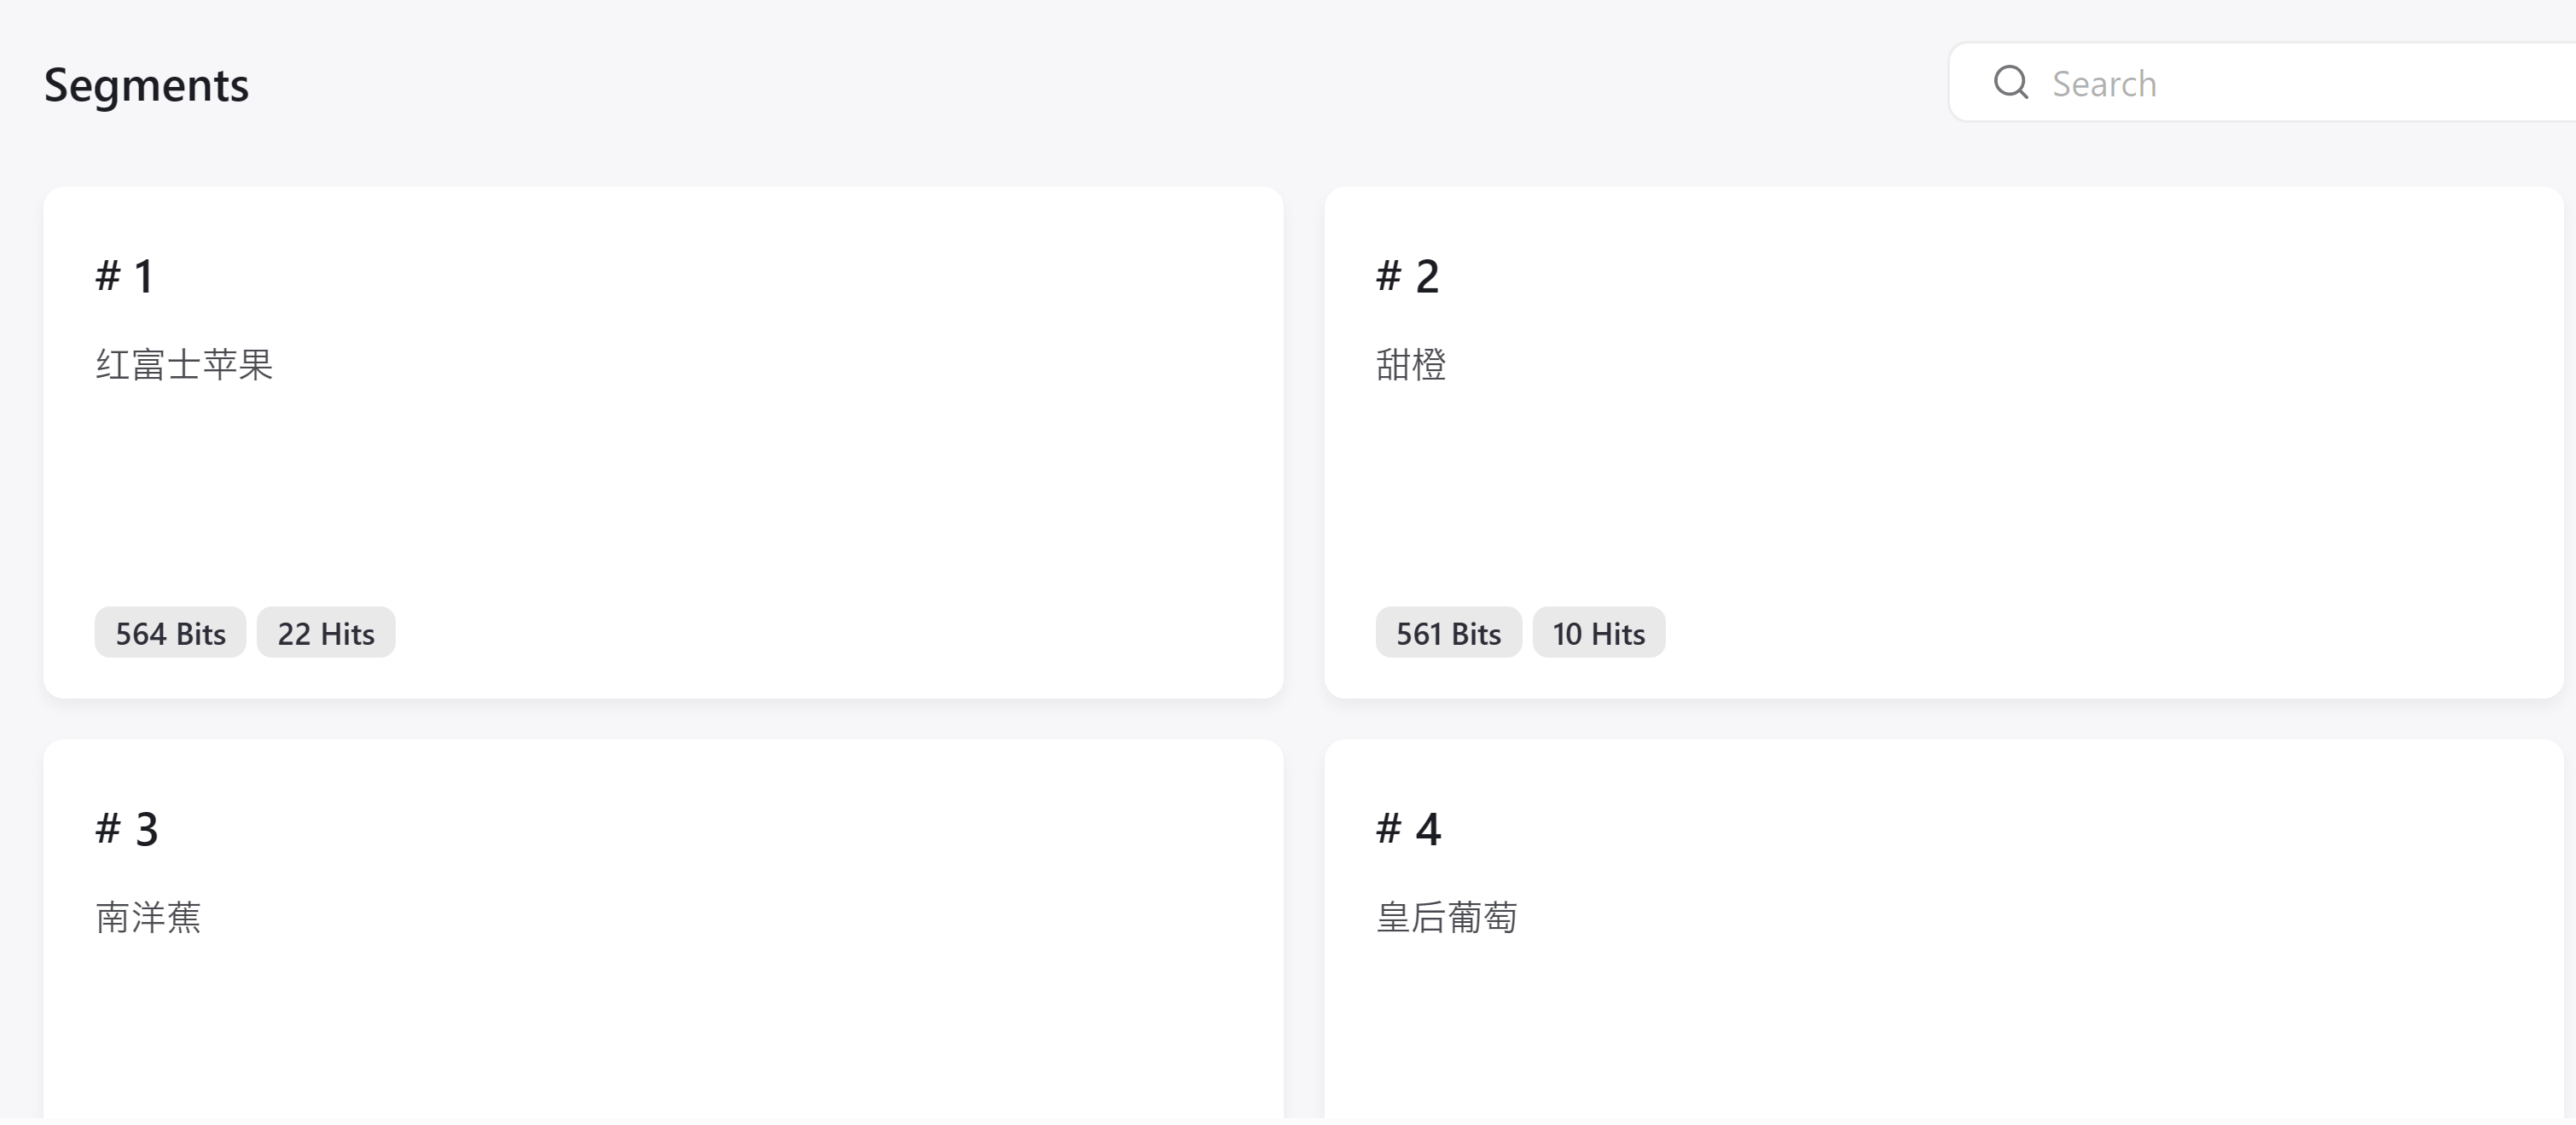 Segments
Search
# 1
红富士苹果
564 Bits
22 Hits
# 2
甜橙
561 Bits
10 Hits
# 3
南洋蕉
# 4
皇后葡萄